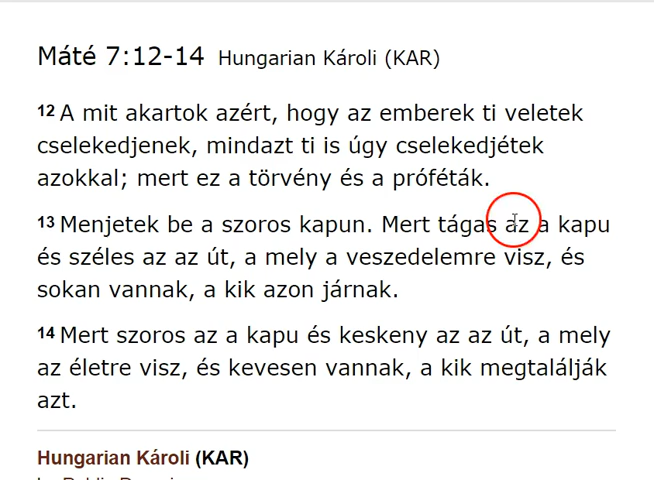 Máté 7:12-14 Hungarian Károli (KAR)
12 A mit akartok azért, hogy az emberek ti veletek
cselekedjenek, mindazt ti is úgy cselekedjétek
azokkal; mert ez a törvény és a próféták.
13 Menjetek be a szoros kapun. Mert tágas az a kapu
és széles az az út, a mely a veszedelemre visz, és
sokan vannak, a kik azon járnak.
14 Mert szoros az a kapu és keskeny az az út, a mely
az életre visz, és kevesen vannak, a kik megtalálják
azt.
Hungarian Károli (KAR)